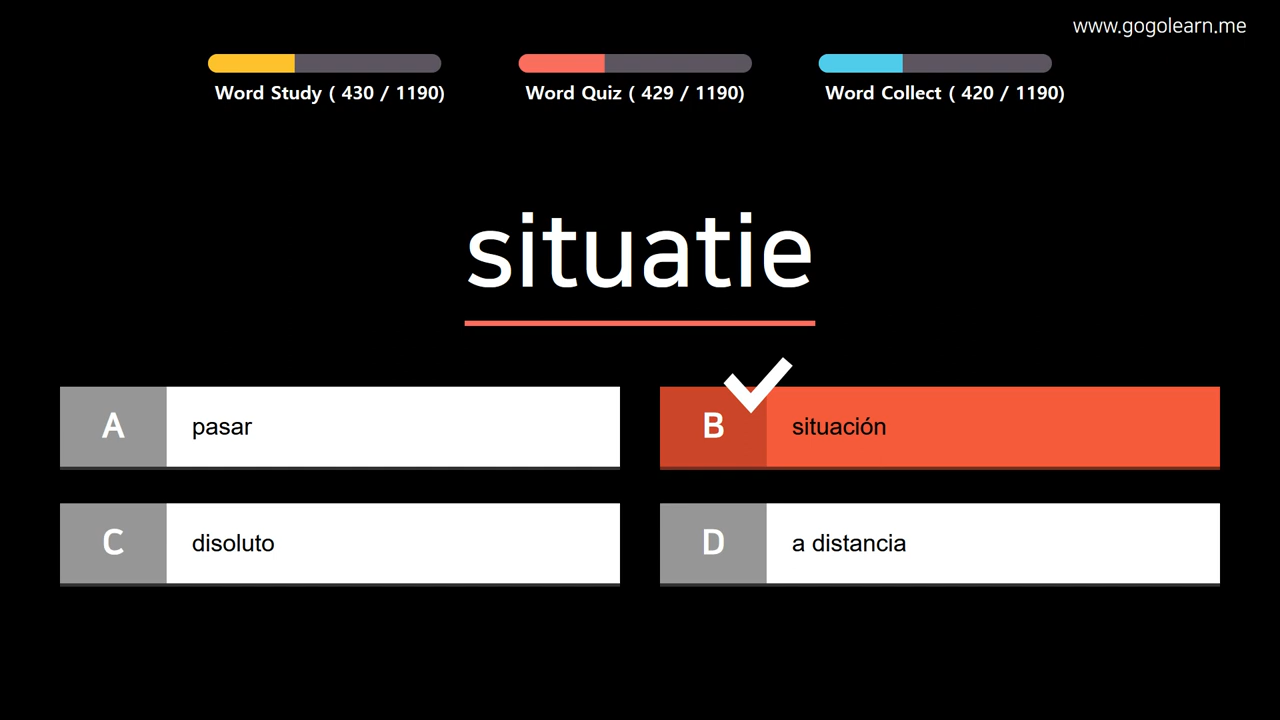 www.gogolearn.me
Word Study ( 430 / 1190)
Word Quiz ( 429 / 1190)
Word Collect ( 420 / 1190)
situatie
A pasar
B situación
C disoluto
D a distancia